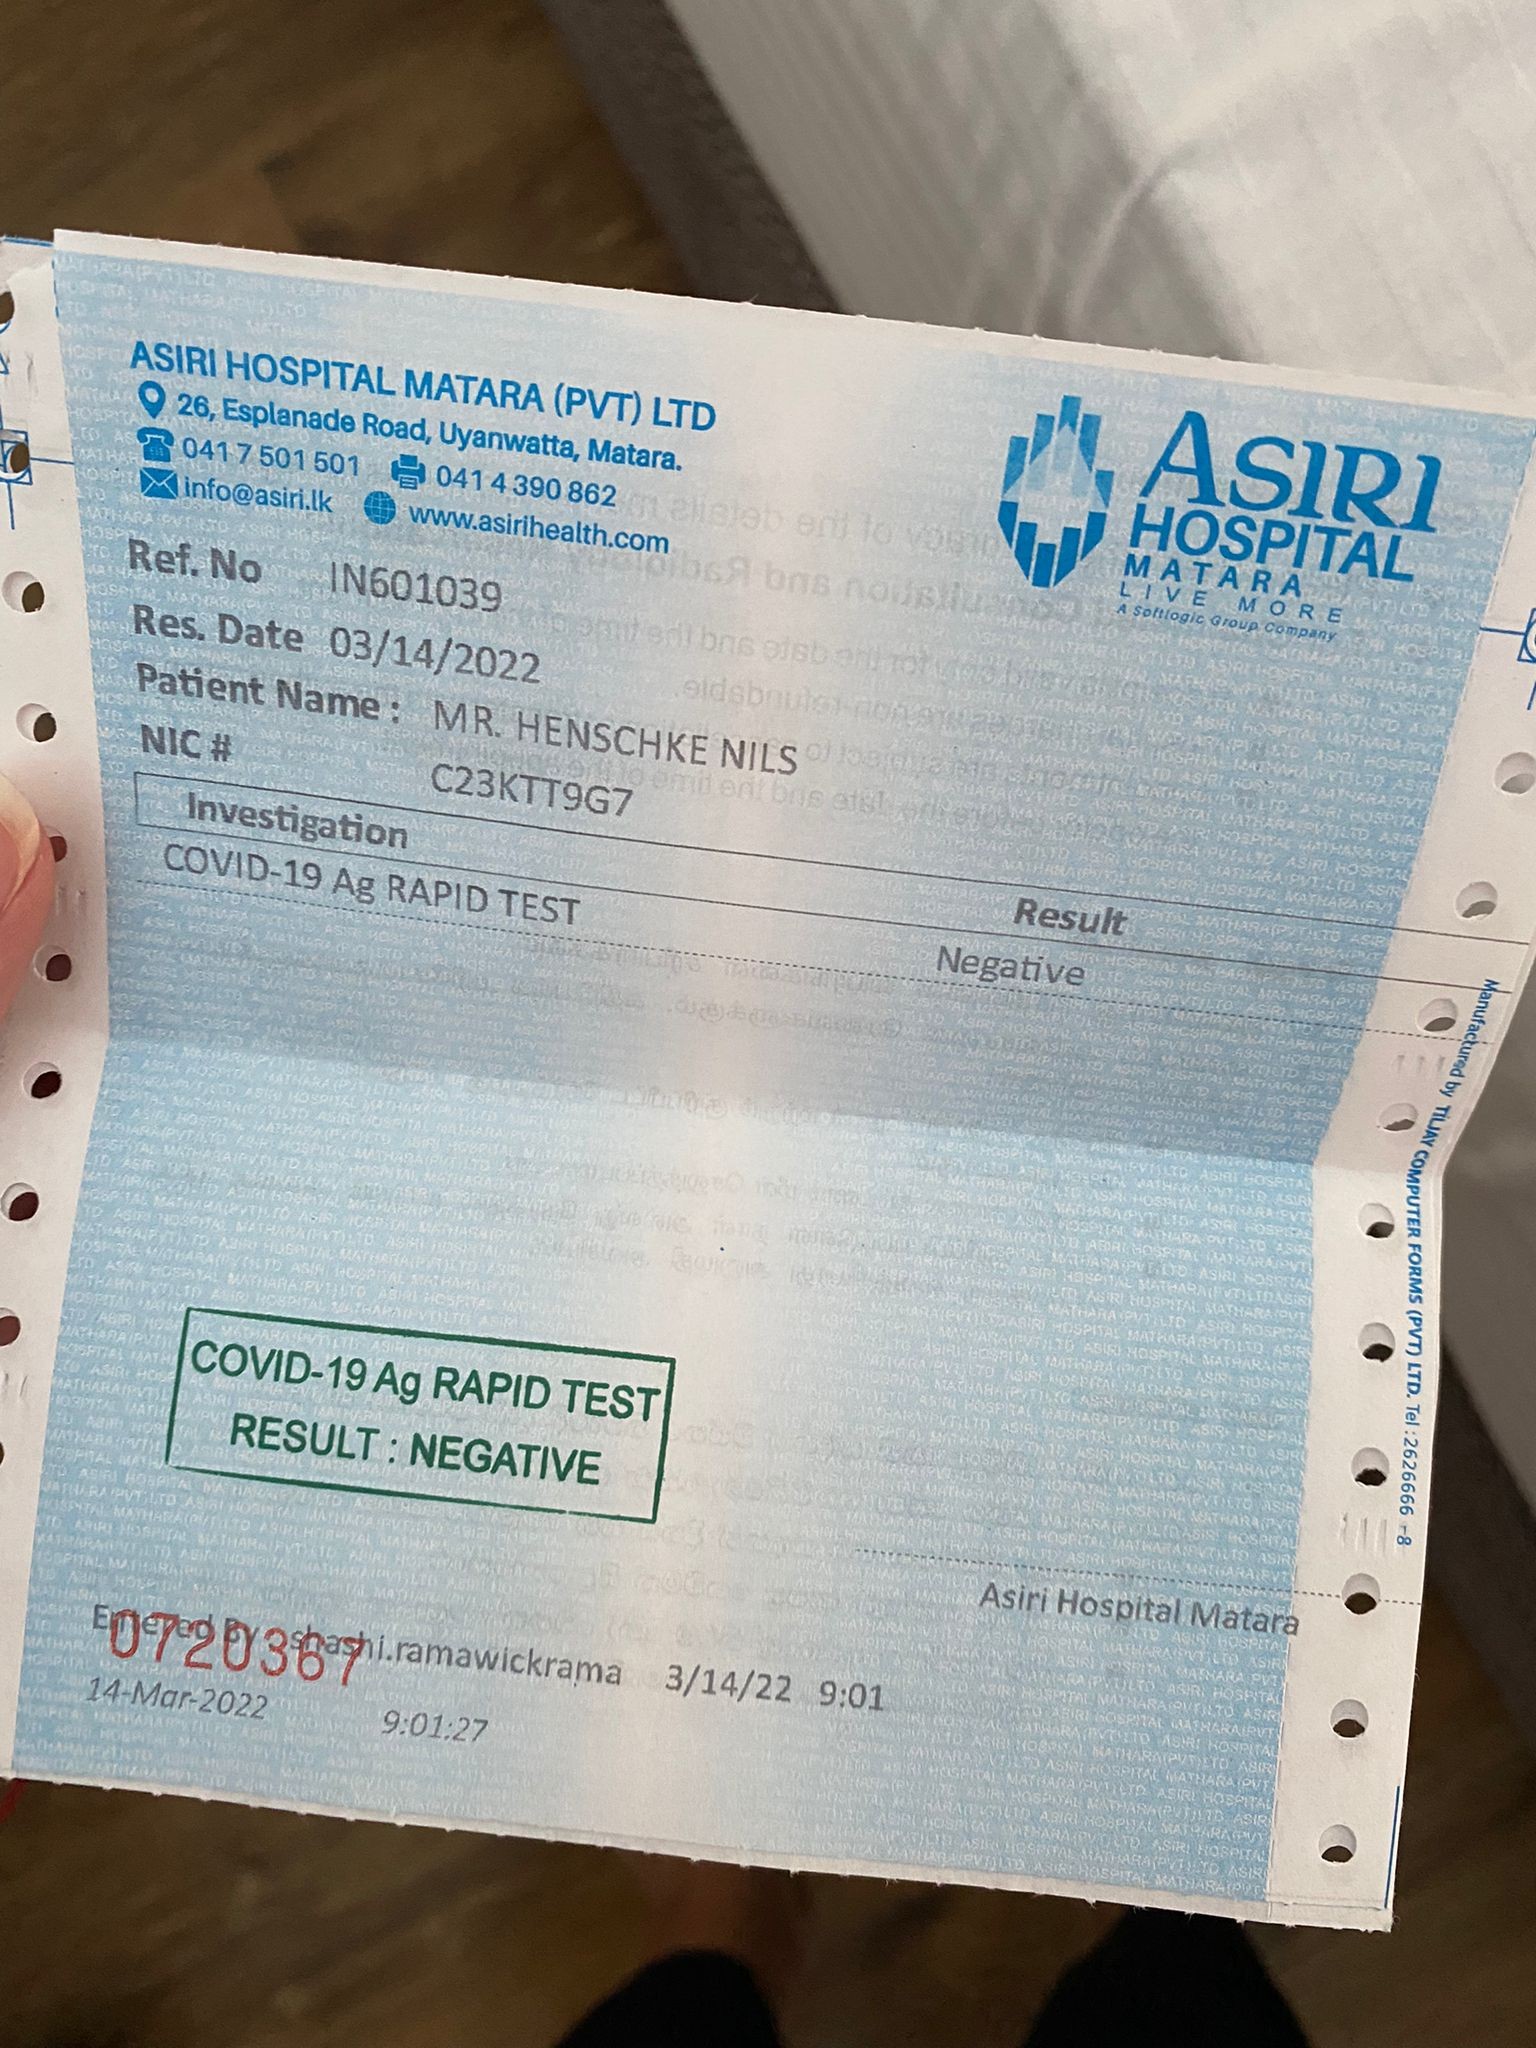 ASIRI HOSPITAL MATARA (PVT) LTD
26, Esplanade Road, Uyanwatta, Matara.
041 7 501 501 041 4 390 862
info@asiri.lk www.asirihealth.com
ASIRI
HOSPITAL
MATARA
LIVE MORE
A Softlogic Group Company
Ref. No IN601039
Res. Date 03/14/2022
Patient Name : MR. HENSCHKE NILS
NIC # C23KTT9G7
Investigation Result
COVID-19 Ag RAPID TEST Negative
Manufactured by TILJAY COMPUTER FORMS (PVT) LTD. Tel :2626666 -8
COVID-19 Ag RAPID TEST
RESULT : NEGATIVE
Asiri Hospital Matara
Entered By shashi.ramawickrama 3/14/22 9:01
0720367
14-Mar-2022 9:01:27